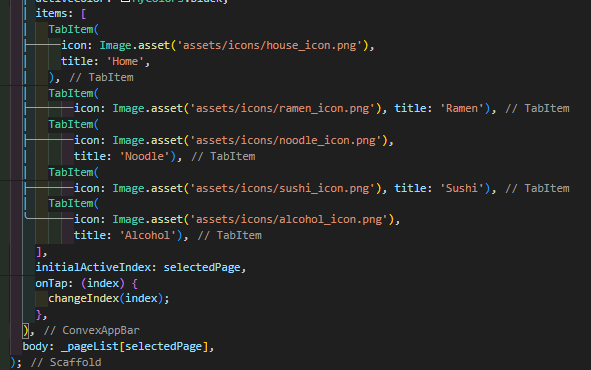 items: [
TabItem(
icon: Image.asset('assets/icons/house_icon.png'),
title: 'Home',
), // TabItem
TabItem(
icon: Image.asset('assets/icons/ramen_icon.png'), title: 'Ramen'), // TabItem
TabItem(
icon: Image.asset('assets/icons/noodle_icon.png'),
title: 'Noodle'), // TabItem
TabItem(
icon: Image.asset('assets/icons/sushi_icon.png'), title: 'Sushi'), // TabItem
TabItem(
icon: Image.asset('assets/icons/alcohol_icon.png'),
title: 'Alcohol'), // TabItem
],
initialActiveIndex: selectedPage,
onTap: (index) {
changeIndex(index);
},
), // ConvexAppBar
body: _pageList[selectedPage],
); // Scaffold